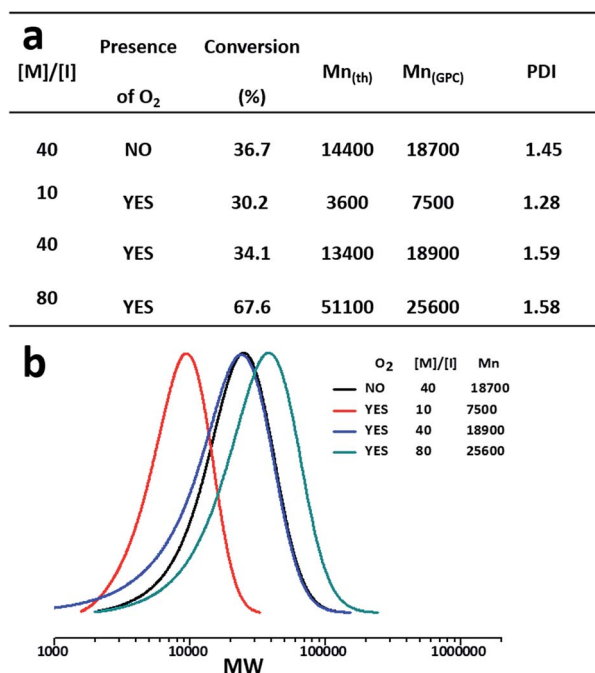 a
[M]/[I] Presence of O₂ Conversion (%) Mn(th) Mn(GPC) PDI
40 NO 36.7 14400 18700 1.45
10 YES 30.2 3600 7500 1.28
40 YES 34.1 13400 18900 1.59
80 YES 67.6 51100 25600 1.58
b
O₂ [M]/[I] Mn
NO 40 18700
YES 10 7500
YES 40 18900
YES 80 25600
1000 10000 100000 1000000
MW